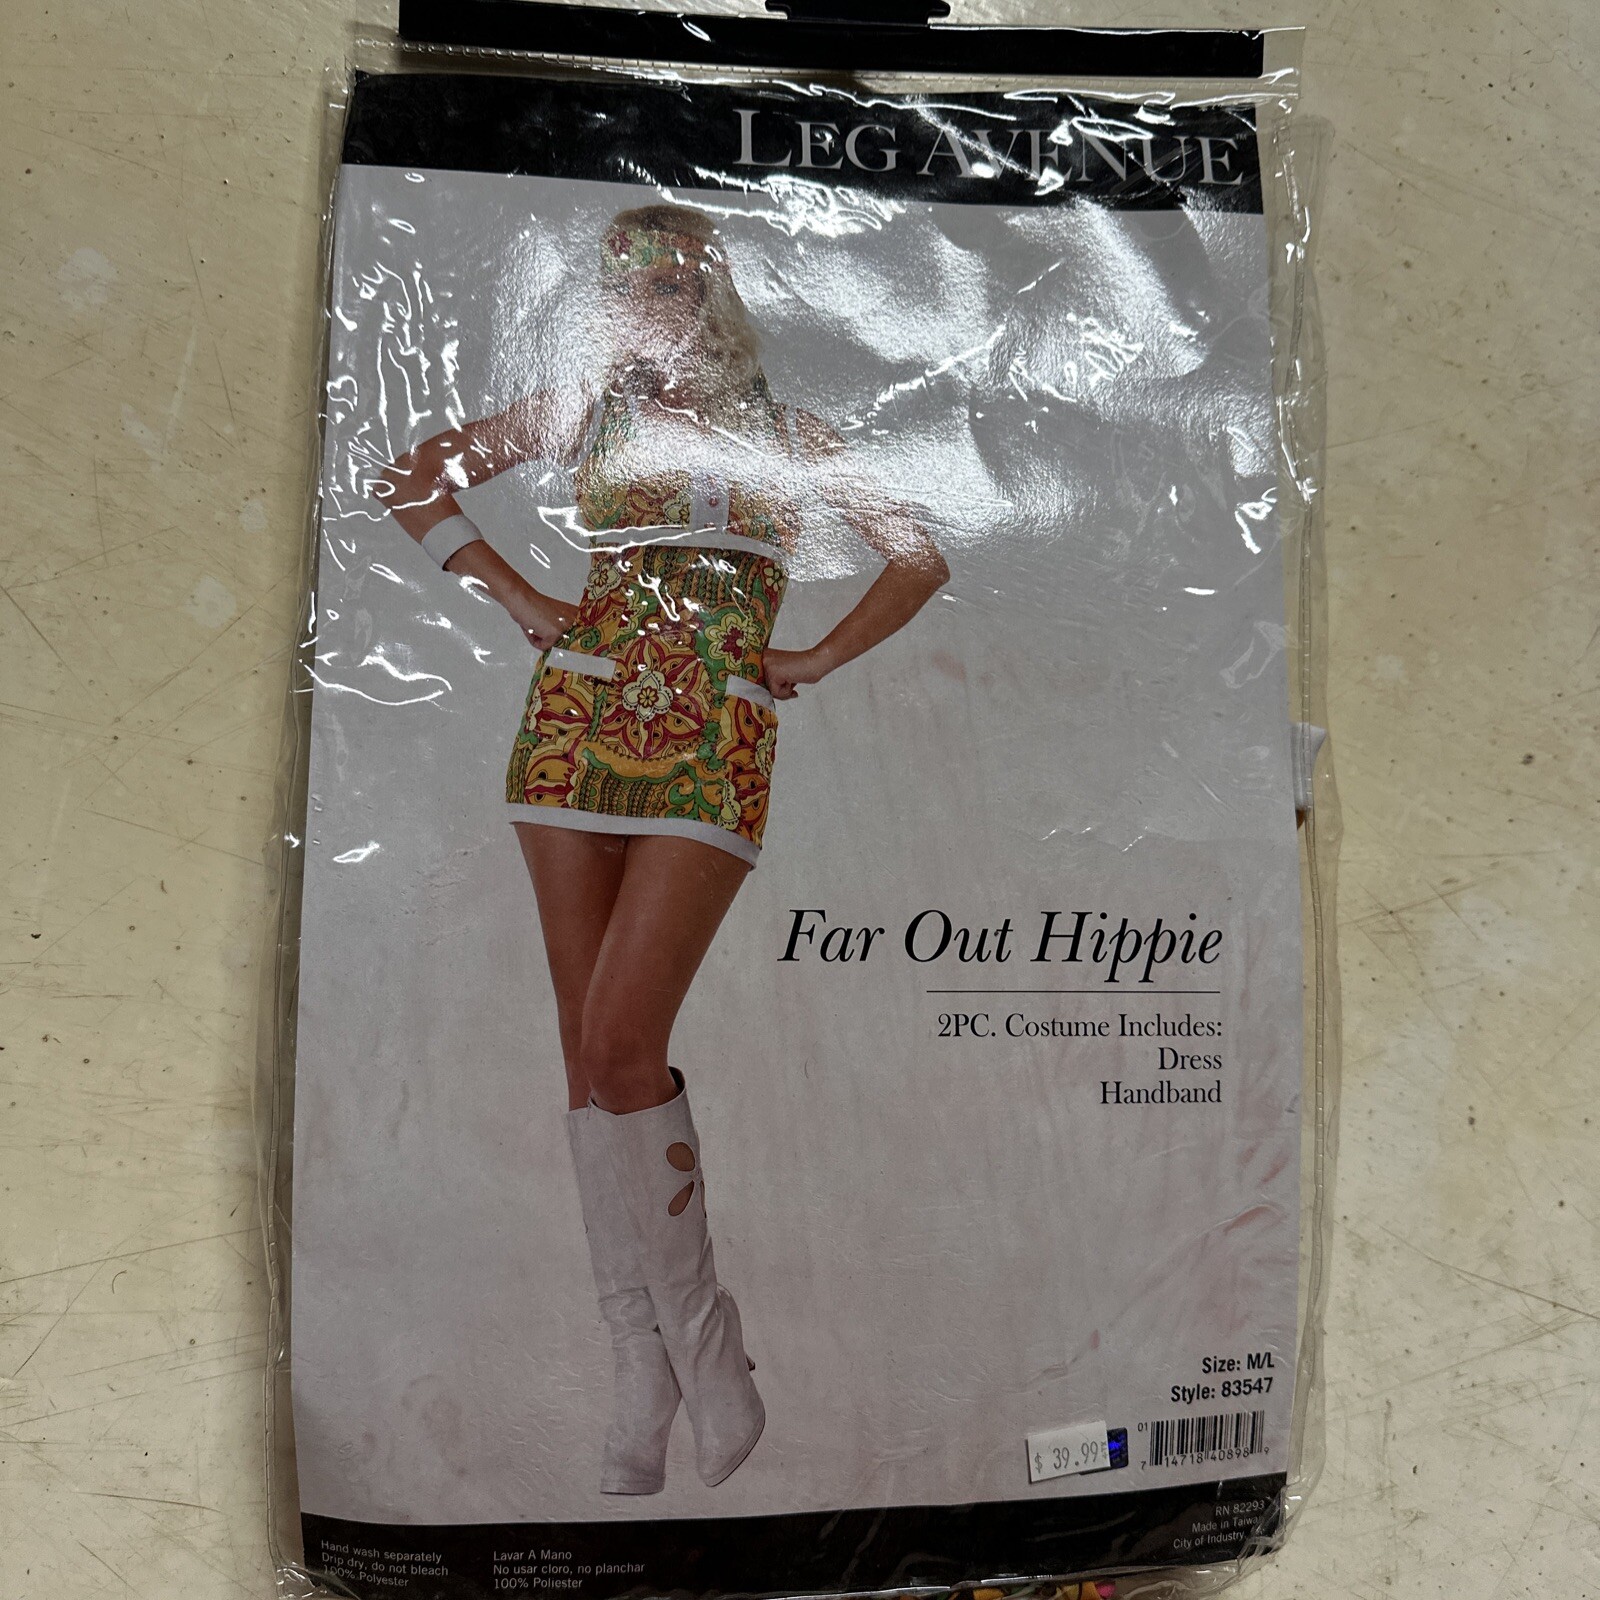 LEG AVENUE™
Far Out Hippie
2PC. Costume Includes:
Dress
Handband
Size: M/L
Style: 83547
$ 39.99
01
7 14718 40898 9
RN 82293
Made in Taiwan
City of Industry,
Hand wash separately
Drip dry, do not bleach
100% Polyester
Lavar A Mano
No usar cloro, no planchar
100% Poliester